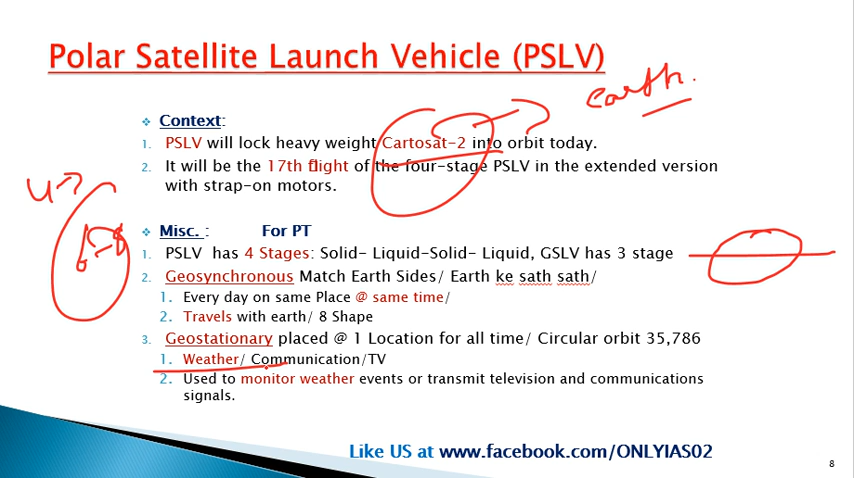 Polar Satellite Launch Vehicle (PSLV)
earth.
❖ Context:
1. PSLV will lock heavy weight Cartosat-2 into orbit today.
2. It will be the 17th flight of the four-stage PSLV in the extended version
with strap-on motors.
❖ Misc. : For PT
1. PSLV has 4 Stages: Solid- Liquid-Solid- Liquid, GSLV has 3 stage
2. Geosynchronous Match Earth Sides/ Earth ke sath sath/
1. Every day on same Place @ same time/
2. Travels with earth/ 8 Shape
3. Geostationary placed @ 1 Location for all time/ Circular orbit 35,786
1. Weather/ Communication/TV
2. Used to monitor weather events or transmit television and communications
signals.
Like US at www.facebook.com/ONLYIAS02
8